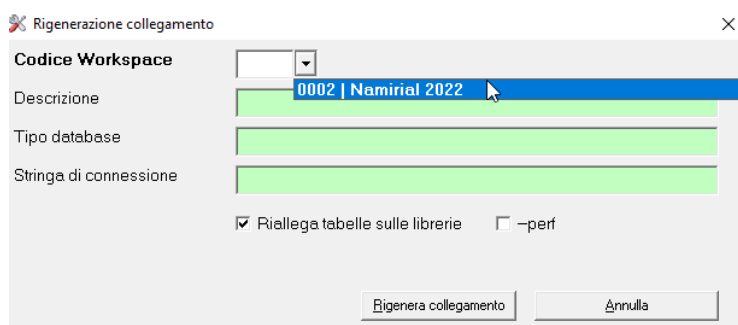 Rigenerazione collegamento
Codice Workspace
0002 | Namirial 2022
Descrizione
Tipo database
Stringa di connessione
Riallega tabelle sulle librerie –perf
Rigenera collegamento Annulla